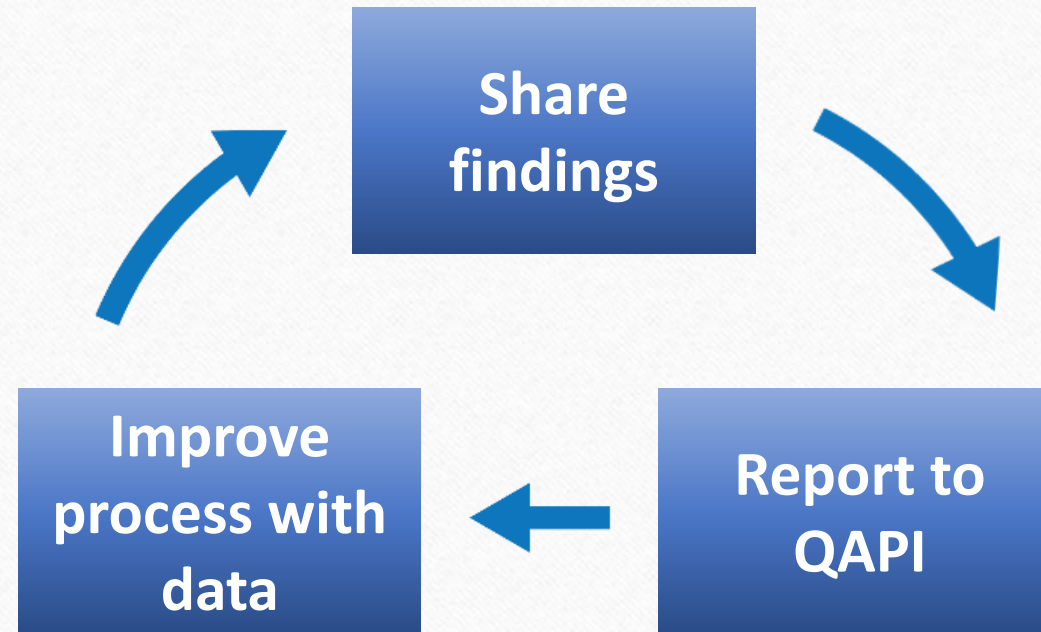 Share
findings
Report to
QAPI
Improve
process with
data